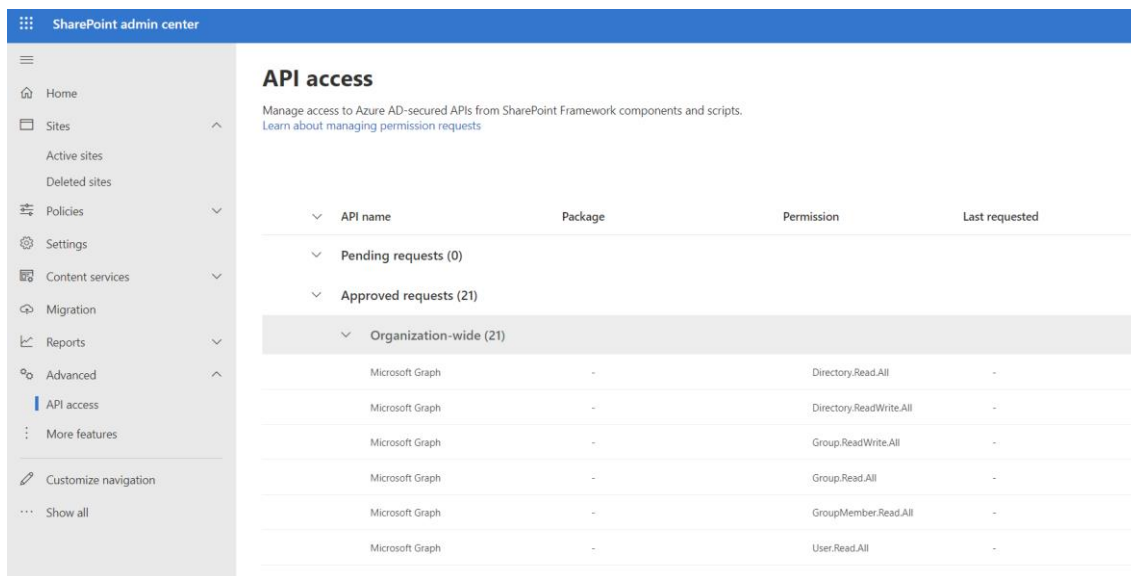 SharePoint admin center
Home
Sites
Active sites
Deleted sites
Policies
Settings
Content services
Migration
Reports
Advanced
API access
More features
Customize navigation
Show all
API access
Manage access to Azure AD-secured APIs from SharePoint Framework components and scripts.
Learn about managing permission requests
API name Package Permission Last requested
Pending requests (0)
Approved requests (21)
Organization-wide (21)
Microsoft Graph - Directory.Read.All -
Microsoft Graph - Directory.ReadWrite.All -
Microsoft Graph - Group.ReadWrite.All -
Microsoft Graph - Group.Read.All -
Microsoft Graph - GroupMember.Read.All -
Microsoft Graph - User.Read.All -